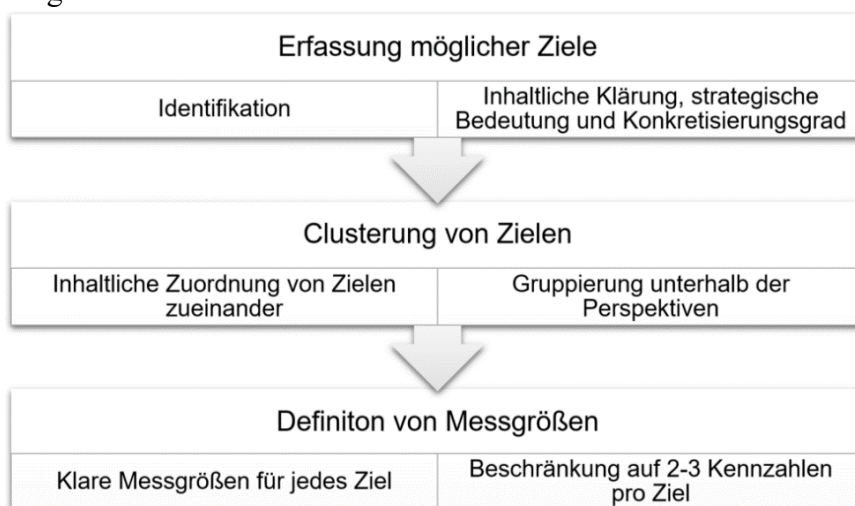 Erfassung möglicher Ziele
Identifikation
Inhaltliche Klärung, strategische
Bedeutung und Konkretisierungsgrad
Clusterung von Zielen
Inhaltliche Zuordnung von Zielen
zueinander
Gruppierung unterhalb der
Perspektiven
Definiton von Messgrößen
Klare Messgrößen für jedes Ziel
Beschränkung auf 2-3 Kennzahlen
pro Ziel